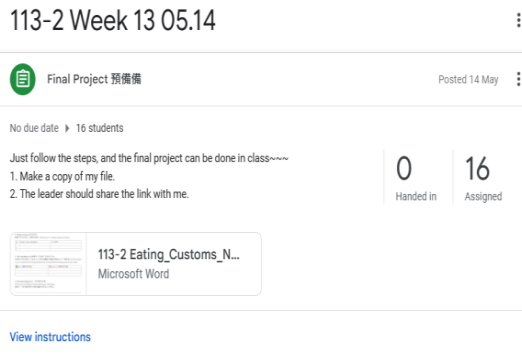 113-2 Week 13 05.14
Final Project 預備備
Posted 14 May
No due date
16 students
Just follow the steps, and the final project can be done in class~~~
1. Make a copy of my file.
2. The leader should share the link with me.
0
Handed in
16
Assigned
113-2 Eating_Customs_N...
Microsoft Word
View instructions